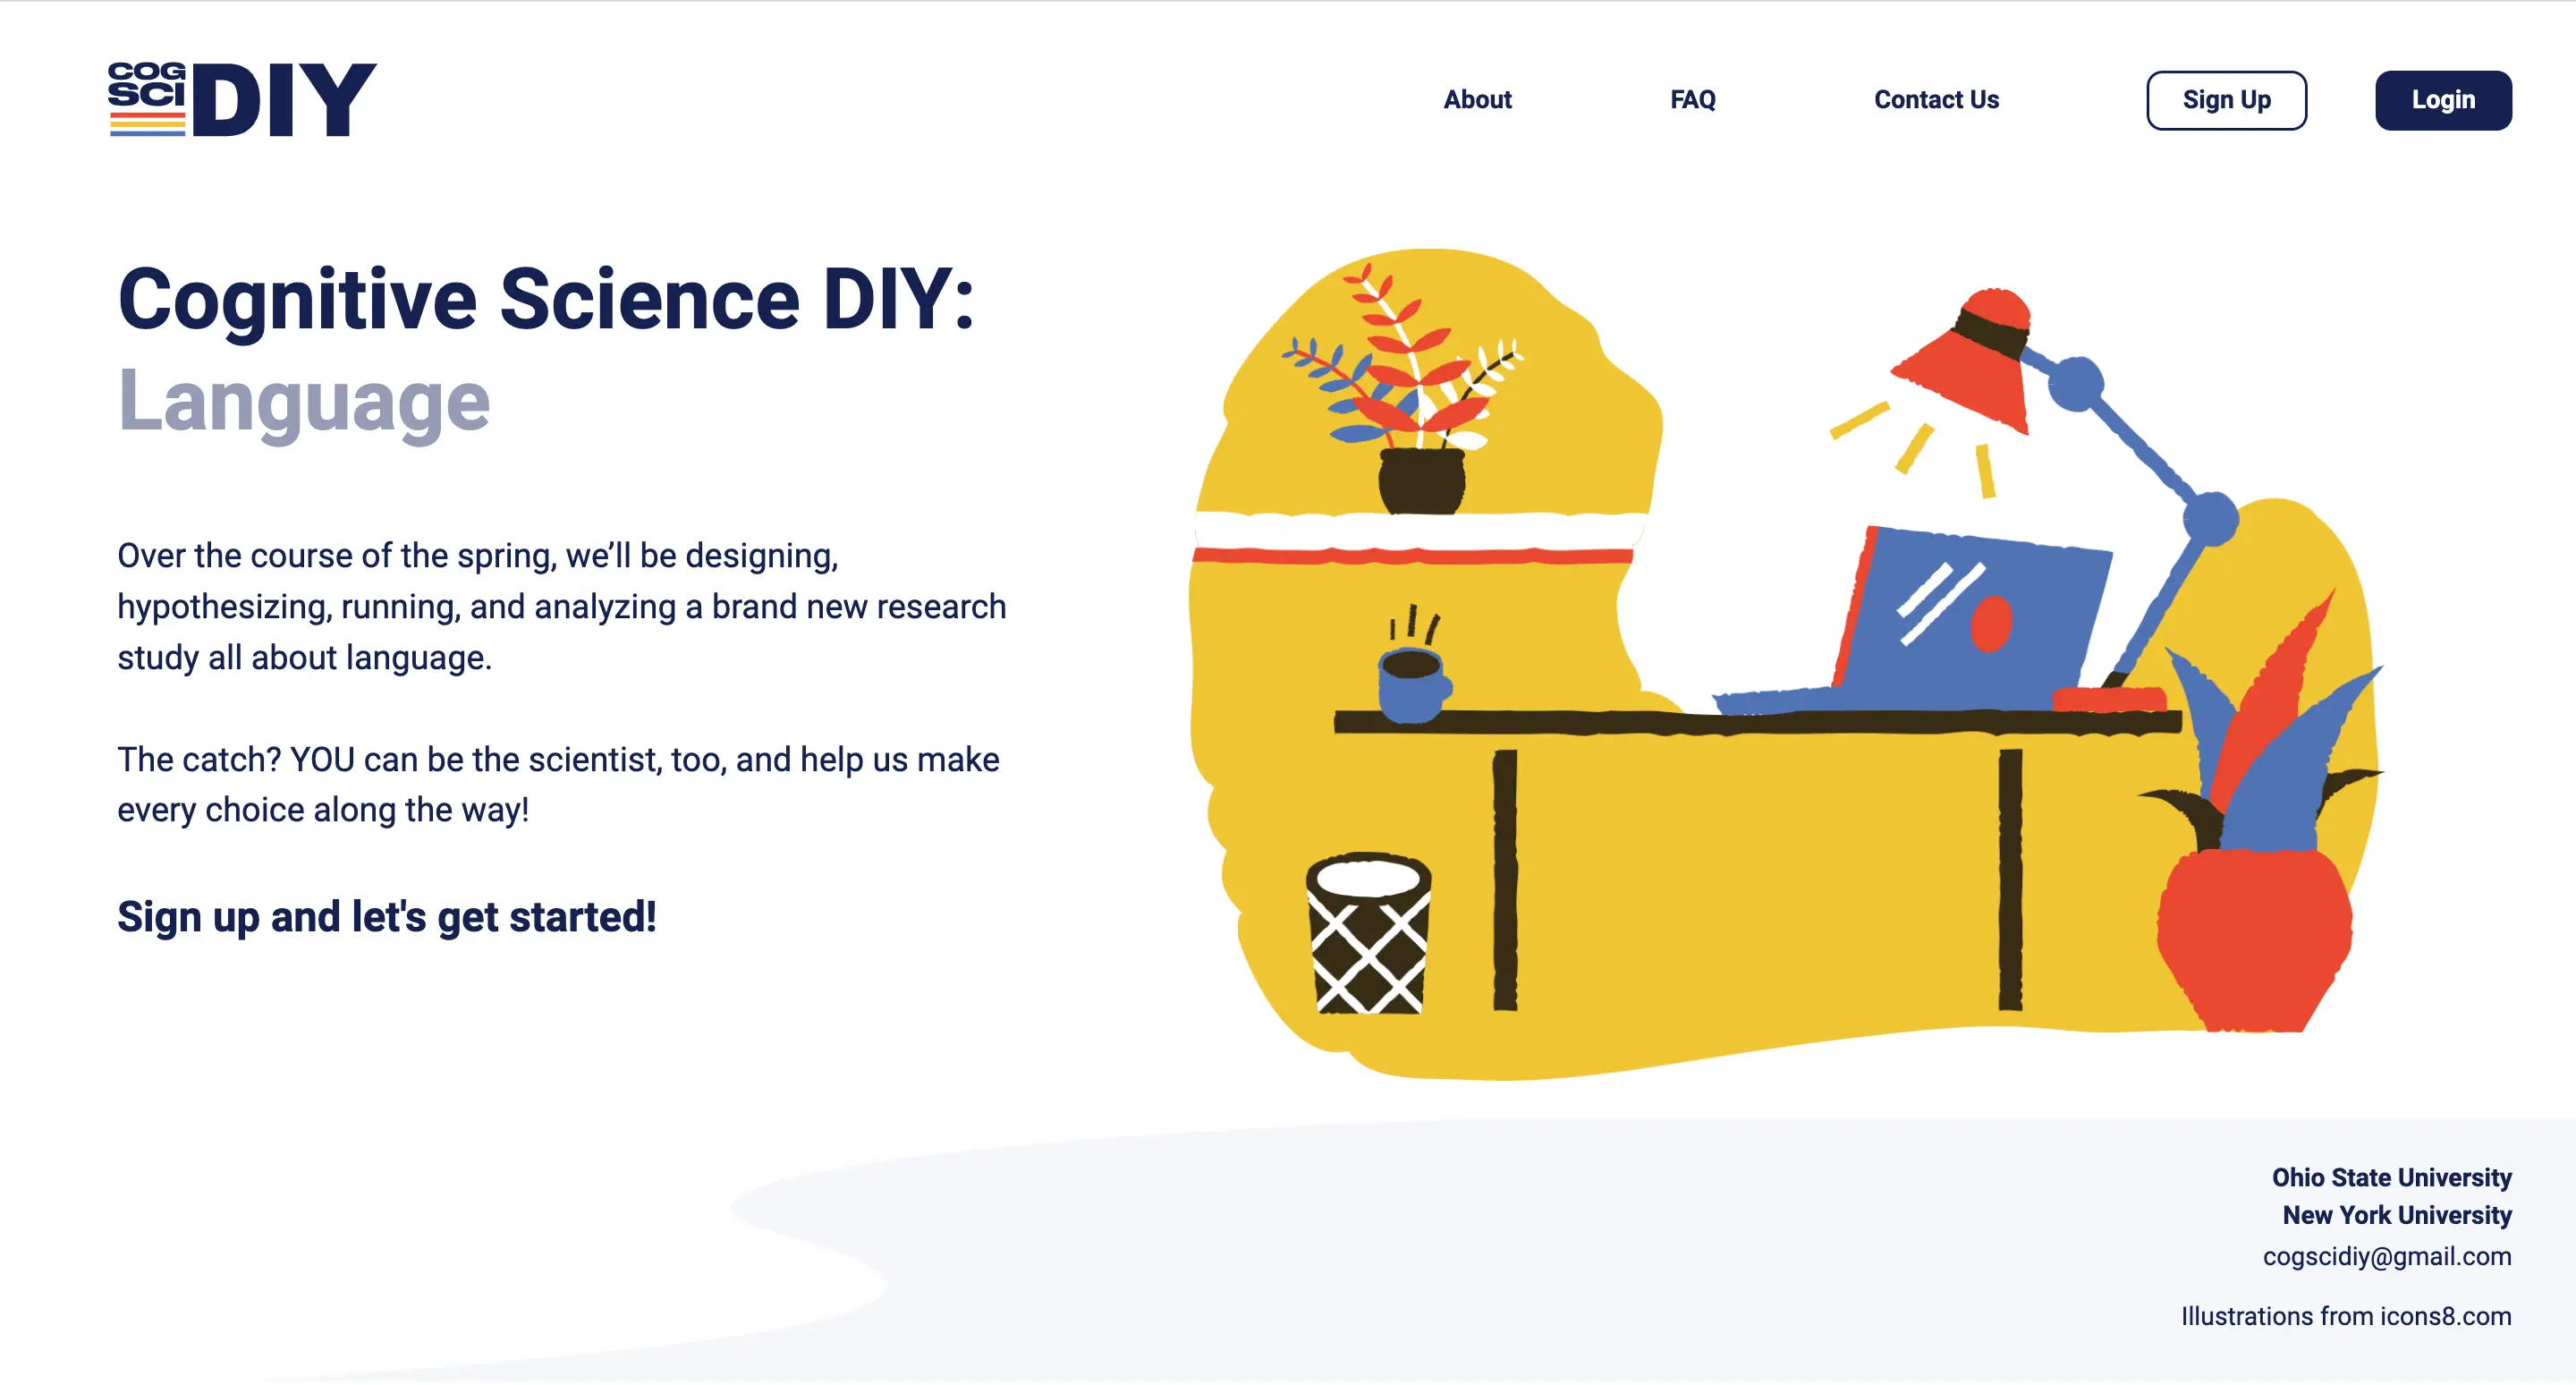 COG
SCI
DIY
About
FAQ
Contact Us
Sign Up
Login
Cognitive Science DIY:
Language
Over the course of the spring, we’ll be designing,
hypothesizing, running, and analyzing a brand new research
study all about language.
The catch? YOU can be the scientist, too, and help us make
every choice along the way!
Sign up and let's get started!
Ohio State University
New York University
cogscidiy@gmail.com
Illustrations from icons8.com